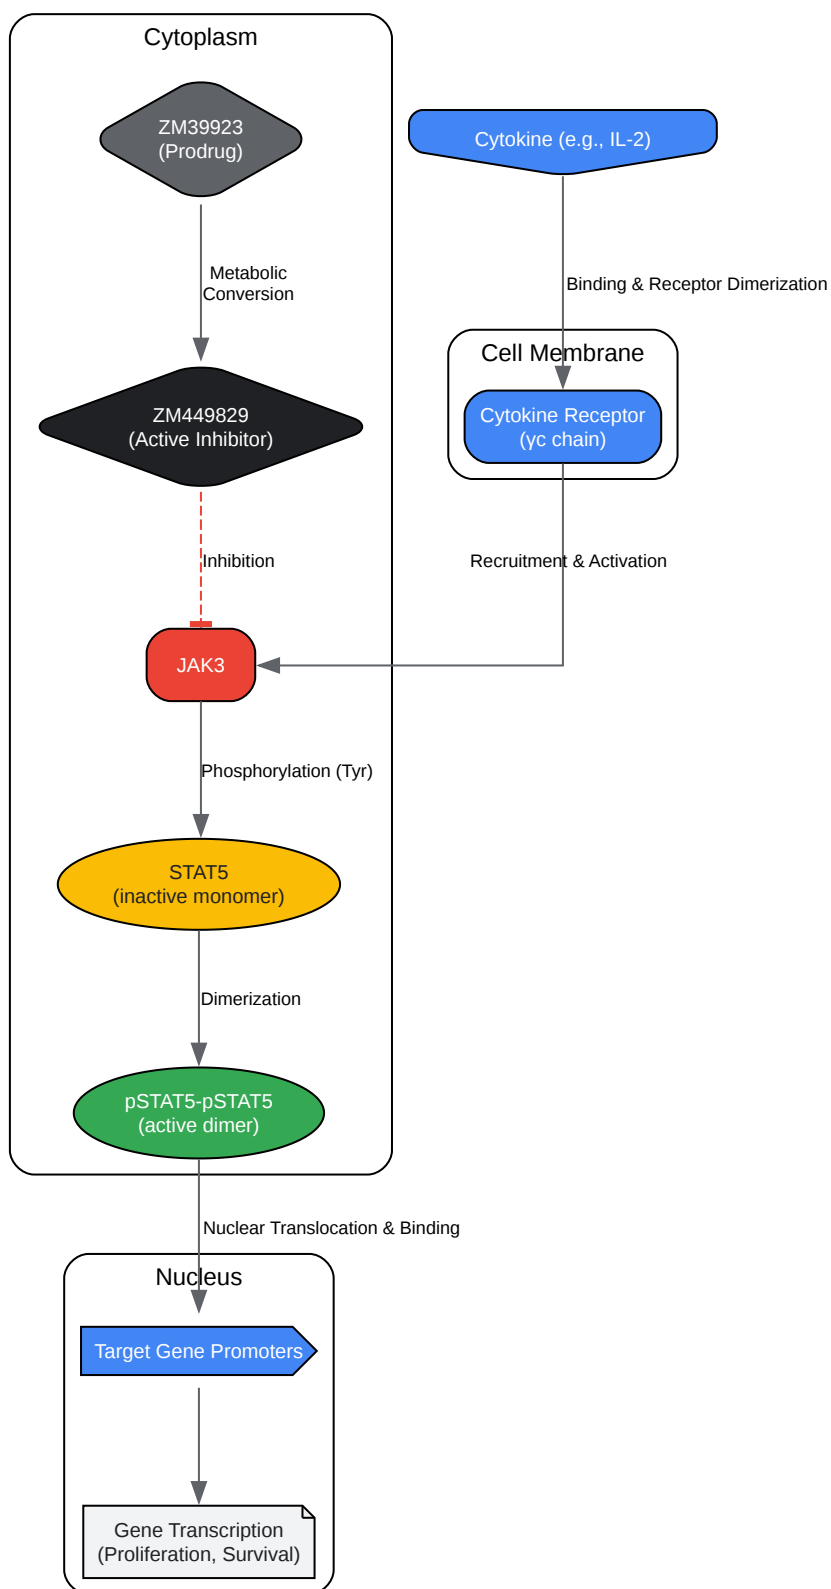 Cytoplasm
ZM39923
(Prodrug)
Cytokine (e.g., IL-2)
Metabolic
Conversion
Binding & Receptor Dimerization
Cell Membrane
ZM449829
(Active Inhibitor)
Cytokine Receptor
(γc chain)
Inhibition
Recruitment & Activation
JAK3
Phosphorylation (Tyr)
STAT5
(inactive monomer)
Dimerization
pSTAT5-pSTAT5
(active dimer)
Nuclear Translocation & Binding
Nucleus
Target Gene Promoters
Gene Transcription
(Proliferation, Survival)